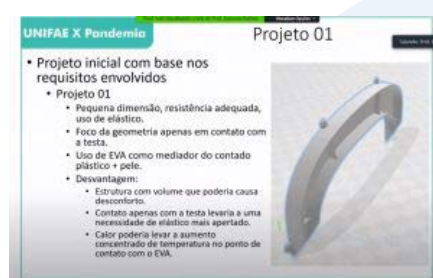 UNIFAE X Pandemia
Projeto 01
• Projeto inicial com base nos
requisitos envolvidos
• Projeto 01
• Pequena dimensão, resistência adequada,
uso de elástico.
• Foco da geometria apenas em contato com
a testa.
• Uso de EVA como mediador do contado
plástico + pele.
• Desvantagem:
• Estrutura com volume que poderia causa
desconforto.
• Contato apenas com a testa levaria a uma
necessidade de elástico mais apertado.
• Calor poderia levar a aumento
concentrado de temperatura no ponto de
contato com o EVA.